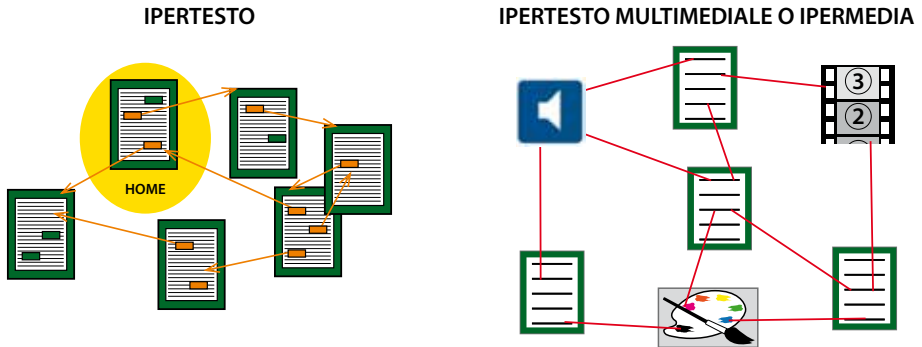 IPERTESTO
IPERTESTO MULTIMEDIALE O IPERMEDIA
HOME
3
2